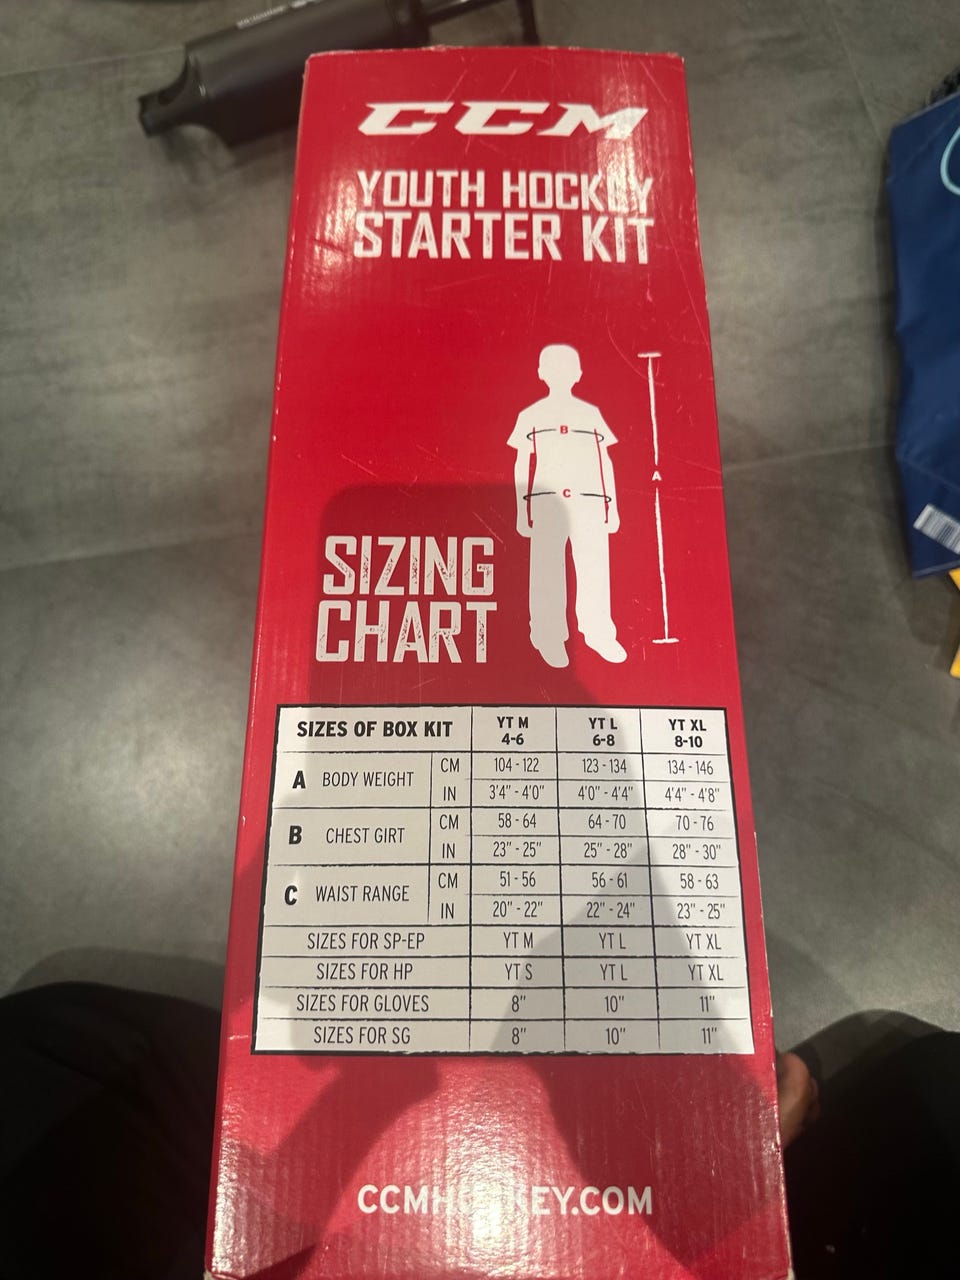 CCM
YOUTH HOCKEY
STARTER KIT
B
A
C
SIZING
CHART
SIZES OF BOX KIT YT M 4-6 YT L 6-8 YT XL 8-10
A BODY WEIGHT CM 104 - 122 123 - 134 134 - 146
IN 3'4" - 4'0" 4'0" - 4'4" 4'4" - 4'8"
B CHEST GIRT CM 58 - 64 64 - 70 70 - 76
IN 23" - 25" 25" - 28" 28" - 30"
C WAIST RANGE CM 51 - 56 56 - 61 58 - 63
IN 20" - 22" 22" - 24" 23" - 25"
SIZES FOR SP-EP YT M YT L YT XL
SIZES FOR HP YT S YT L YT XL
SIZES FOR GLOVES 8" 10" 11"
SIZES FOR SG 8" 10" 11"
CCMHOCKEY.COM